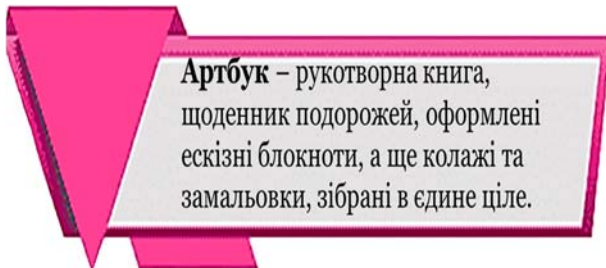 Артбук – рукотворна книга,
щоденник подорожей, оформлені
ескізні блокноти, а ще колажі та
замальовки, зібрані в єдине ціле.